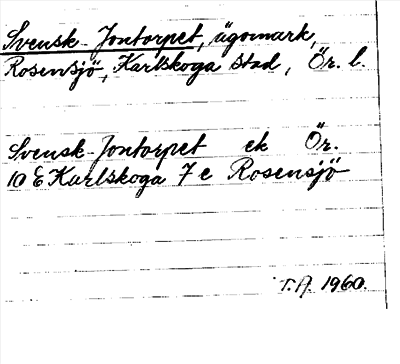 Svensk-Jontorpet, ägomark,
Rosensjö, Karlskoga stad, Ör. l.
Svensk-Jontorpet ek Ör.
10 E Karlskoga 7 e Rosensjö
T.A. 1960.